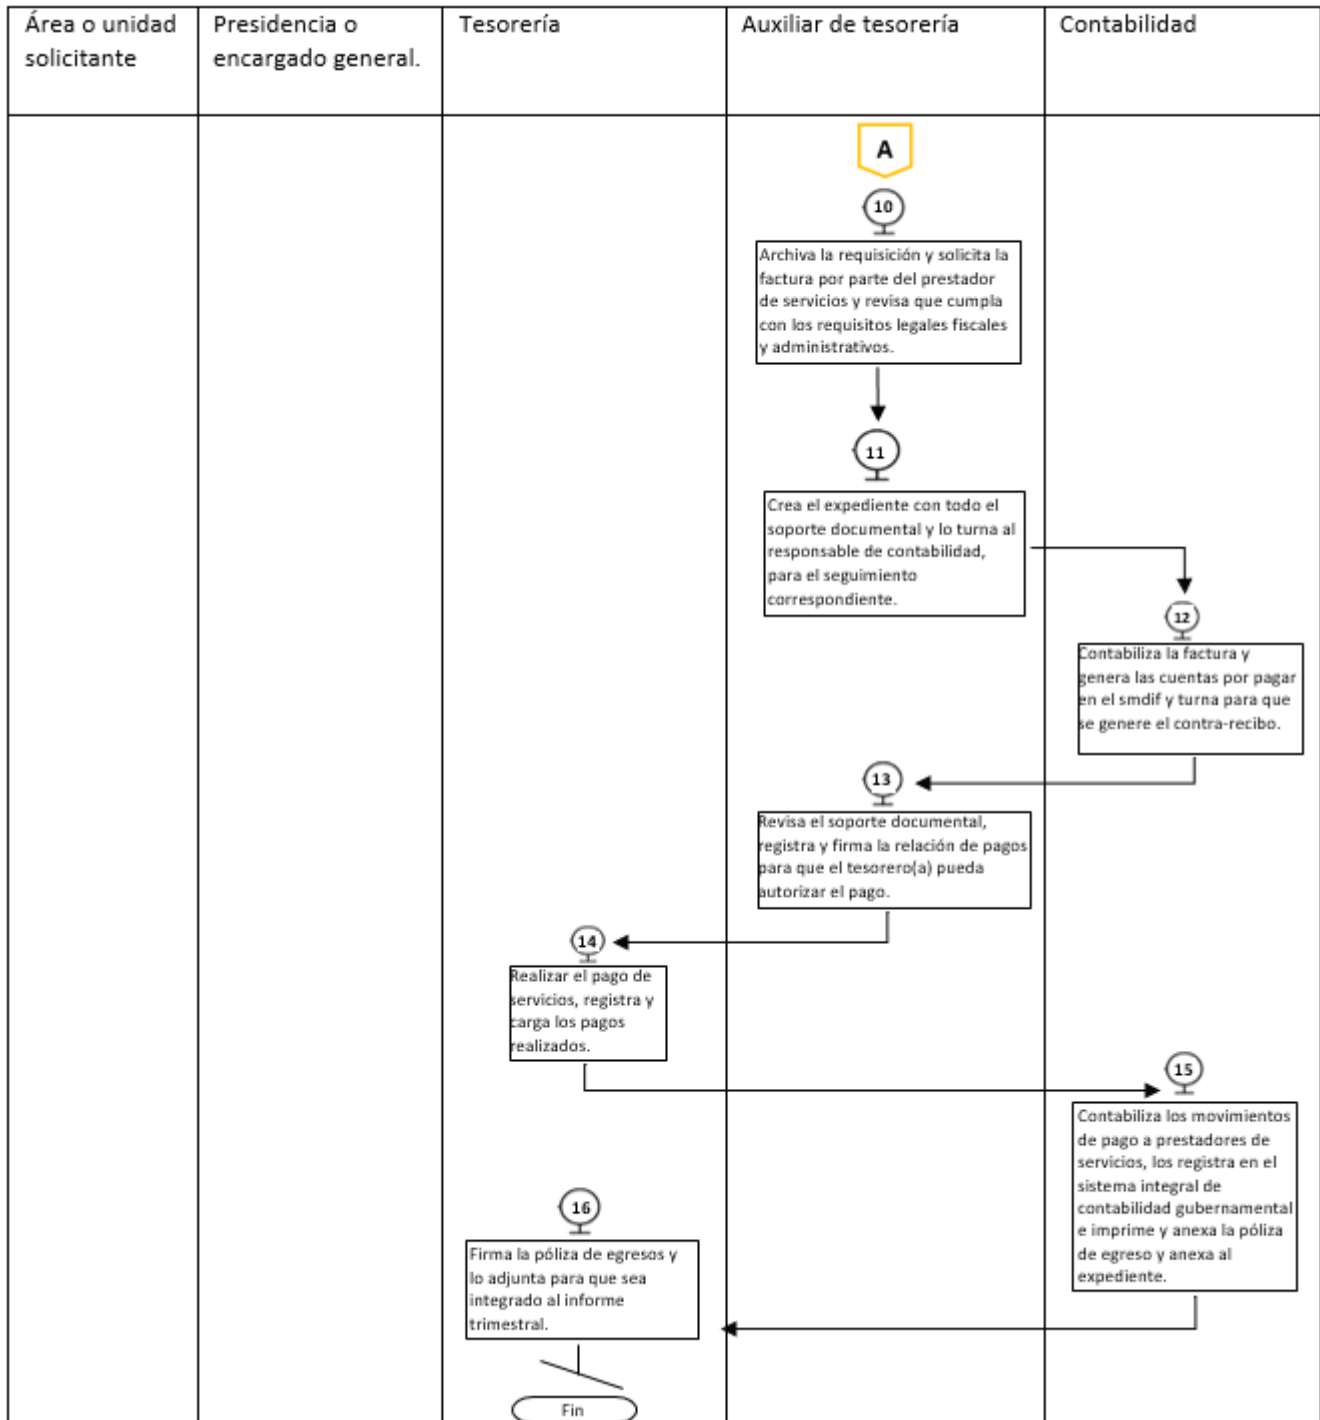 Área o unidad
solicitante
Presidencia o
encargado general.
Tesorería
Auxiliar de tesorería
Contabilidad
A
10
Archiva la requisición y solicita la
factura por parte del prestador
de servicios y revisa que cumpla
con los requisitos legales fiscales
y administrativos.
11
Crea el expediente con todo el
soporte documental y lo turna al
responsable de contabilidad,
para el seguimiento
correspondiente.
12
Contabiliza la factura y
genera las cuentas por pagar
en el smdif y turna para que
se genere el contra-recibo.
13
Revisa el soporte documental,
registra y firma la relación de pagos
para que el tesorero(a) pueda
autorizar el pago.
14
Realizar el pago de
servicios, registra y
carga los pagos
realizados.
15
Contabiliza los movimientos
de pago a prestadores de
servicios, los registra en el
sistema integral de
contabilidad gubernamental
e imprime y anexa la póliza
de egreso y anexa al
expediente.
16
Firma la póliza de egresos y
lo adjunta para que sea
integrado al informe
trimestral.
Fin